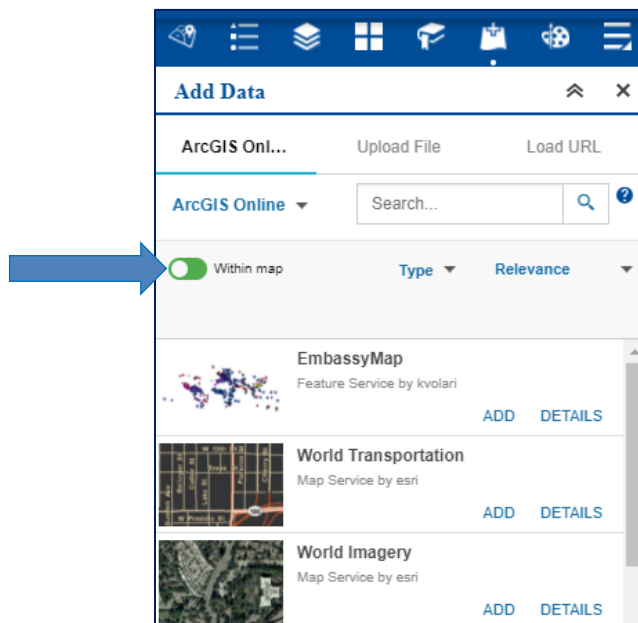 Add Data
ArcGIS Onl...
Upload File
Load URL
ArcGIS Online
Search...
?
Within map
Type
Relevance
EmbassyMap
Feature Service by kvolari
ADD DETAILS
World Transportation
Map Service by esri
ADD DETAILS
World Imagery
Map Service by esri
ADD DETAILS